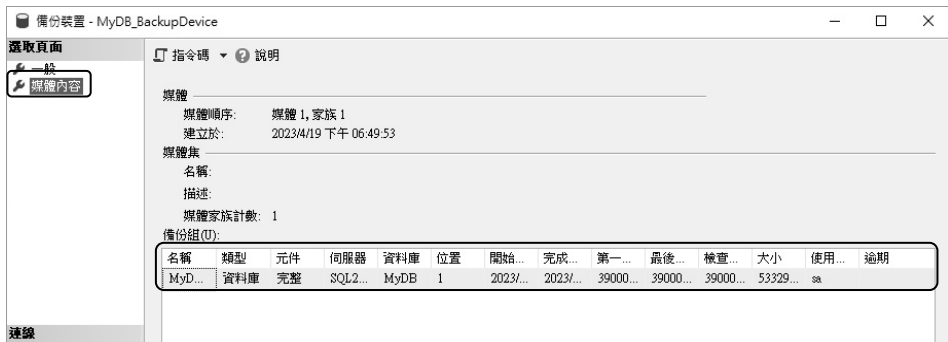 備份裝置 - MyDB_BackupDevice
選取頁面
一般
媒體內容
指令碼 說明
媒體
媒體順序: 媒體 1, 家族 1
建立於: 2023/4/19 下午 06:49:53
媒體集
名稱:
描述:
媒體家族計數: 1
備份組(U):
名稱 類型 元件 伺服器 資料庫 位置 開始... 完成... 第一... 最後... 檢查... 大小 使用... 逾期
MyD... 資料庫 完整 SQL2... MyDB 1 2023/... 2023/... 39000... 39000... 39000... 53329... sa
連線